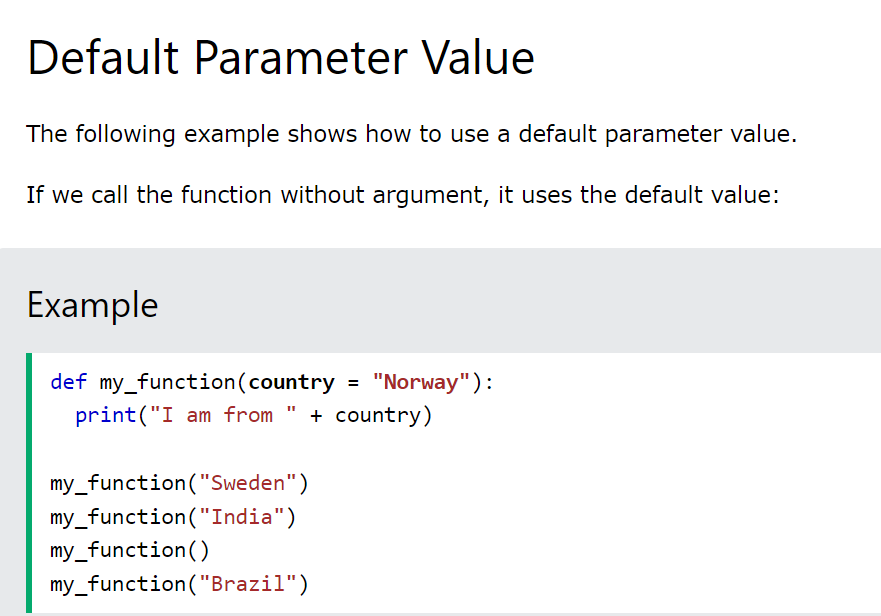 Default Parameter Value
The following example shows how to use a default parameter value.
If we call the function without argument, it uses the default value:
Example
def my_function(country = "Norway"):
  print("I am from " + country)
my_function("Sweden")
my_function("India")
my_function()
my_function("Brazil")